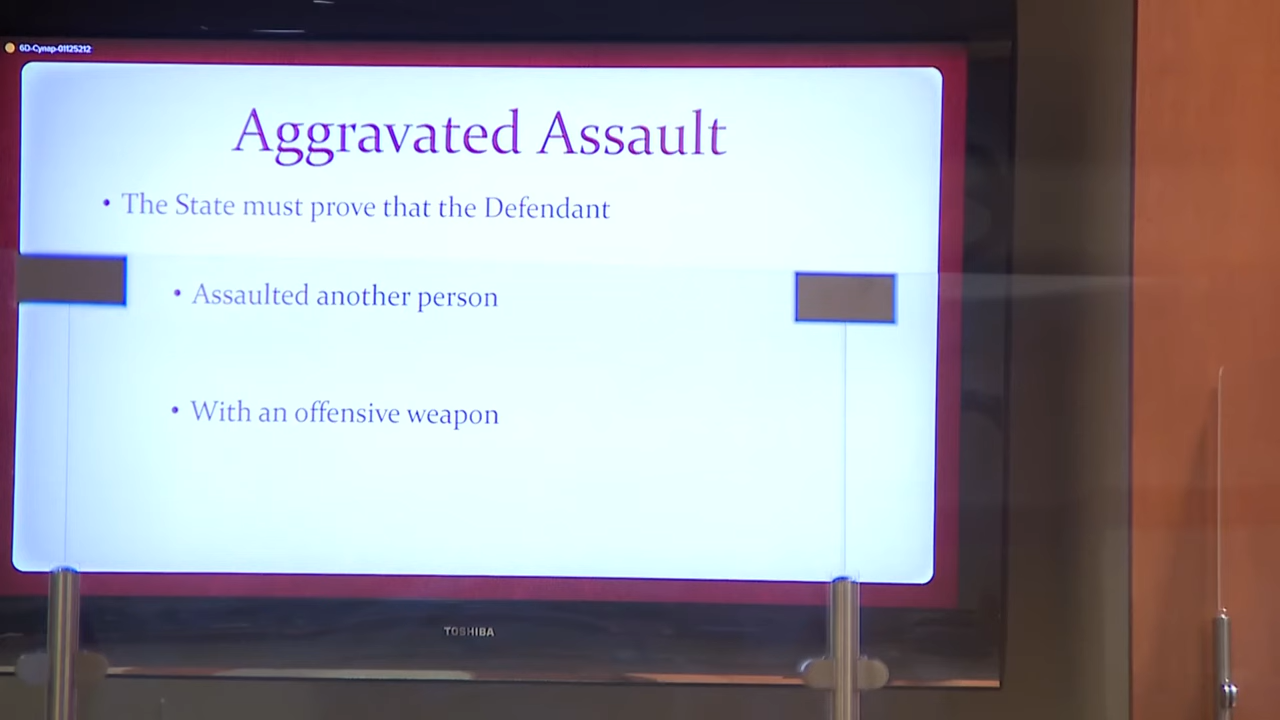 6D-Cynap-01125212
Aggravated Assault
• The State must prove that the Defendant
• Assaulted another person
• With an offensive weapon
TOSHIBA